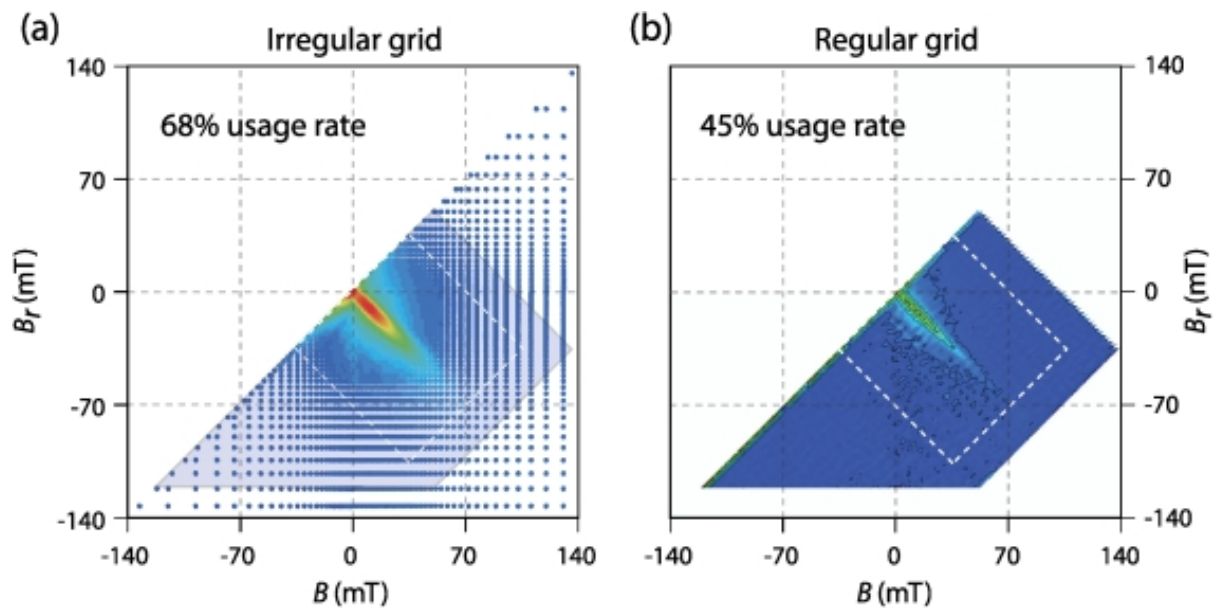 (a)
Irregular grid
140
70
0
-70
-140
Br (mT)
68% usage rate
-140
-70
0
70
140
B (mT)
(b)
Regular grid
45% usage rate
140
70
0
-70
-140
Br (mT)
-140
-70
0
70
140
B (mT)